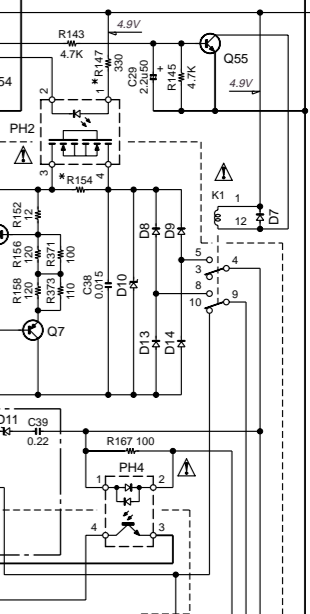 4.9V
R143
4.7K
*R147
330
C29
2.2u50
+
R145
4.7K
Q55
4.9V
54
2
1
PH2
3
4
* R154
K1
1
12
D7
R152
12
R156
120
R371
100
R158
120
R373
110
Q7
C38
0.015
D10
D8
D9
D13
D14
5
3
4
8
10
9
D11
C39
0.22
R167 100
PH4
1
2
4
3